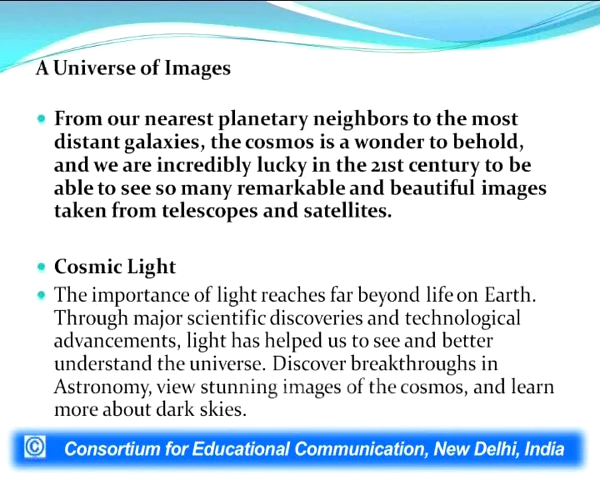 A Universe of Images
From our nearest planetary neighbors to the most
distant galaxies, the cosmos is a wonder to behold,
and we are incredibly lucky in the 21st century to be
able to see so many remarkable and beautiful images
taken from telescopes and satellites.
Cosmic Light
The importance of light reaches far beyond life on Earth.
Through major scientific discoveries and technological
advancements, light has helped us to see and better
understand the universe. Discover breakthroughs in
Astronomy, view stunning images of the cosmos, and learn
more about dark skies.
© Consortium for Educational Communication, New Delhi, India